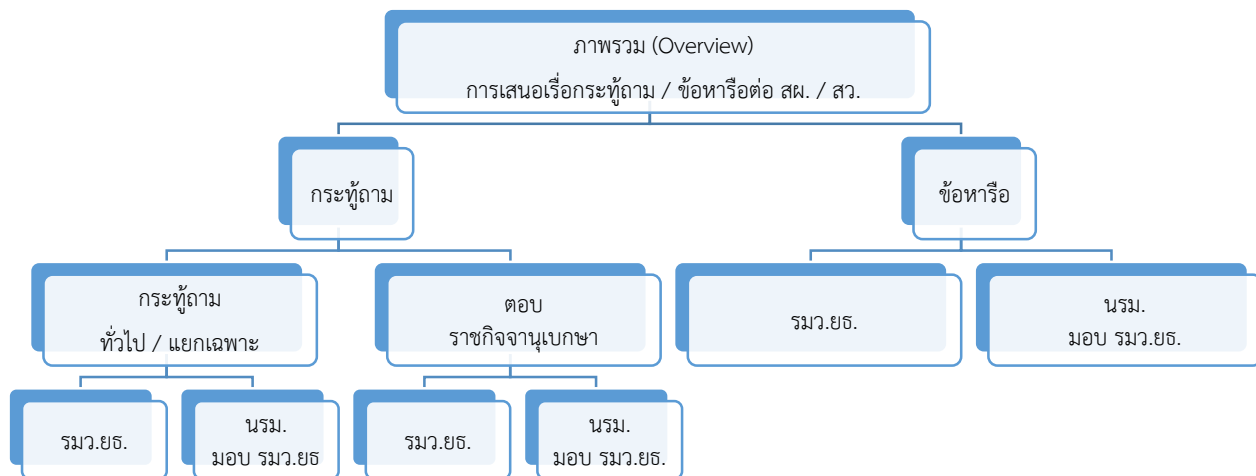 ภาพรวม (Overview)
การเสนอเรื่อกระทู้ถาม / ข้อหารือต่อ สผ. / สว.
กระทู้ถาม
ข้อหารือ
กระทู้ถาม
ทั่วไป / แยกเฉพาะ
ตอบ
ราชกิจจานุเบกษา
รมว.ยธ.
นรม.
มอบ รมว.ยธ.
รมว.ยธ.
นรม.
มอบ รมว.ยธ
รมว.ยธ.
นรม.
มอบ รมว.ยธ.